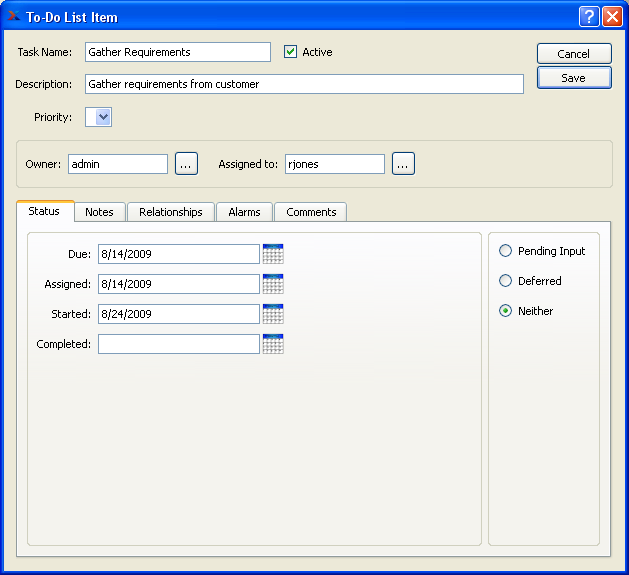 To-Do List Item
Task Name: Gather Requirements Active Cancel
Description: Gather requirements from customer Save
Priority:
Owner: admin ... Assigned to: rjones ...
Status Notes Relationships Alarms Comments
Due: 8/14/2009 Pending Input
Assigned: 8/14/2009 Deferred
Started: 8/24/2009 Neither
Completed: